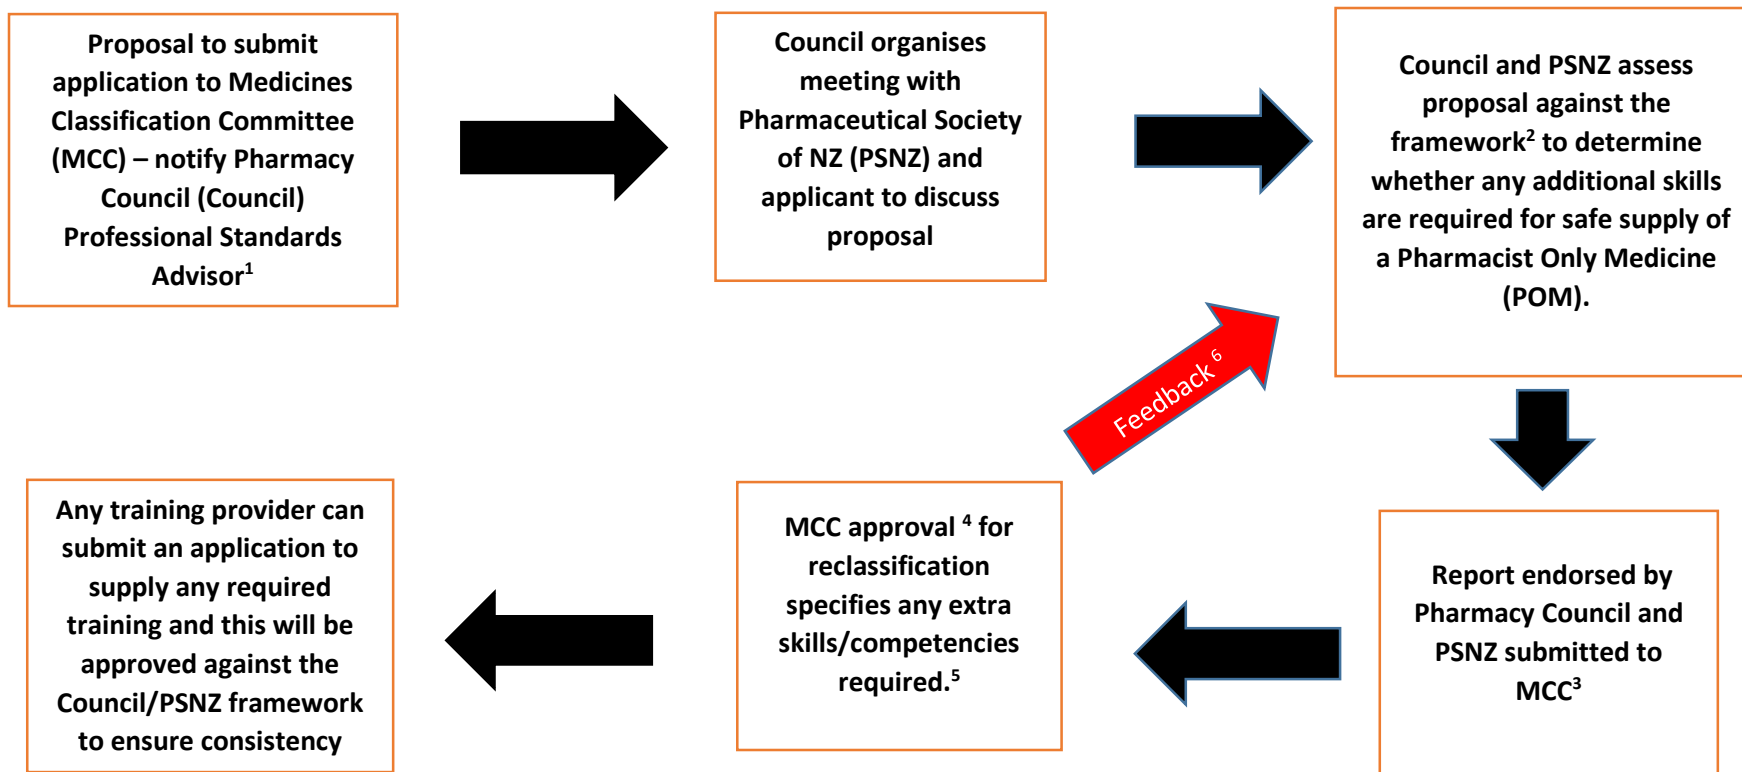 Proposal to submit
application to Medicines
Classification Committee
(MCC) – notify Pharmacy
Council (Council)
Professional Standards
Advisor1
Council organises
meeting with
Pharmaceutical Society
of NZ (PSNZ) and
applicant to discuss
proposal
Council and PSNZ assess
proposal against the
framework2 to determine
whether any additional skills
are required for safe supply of
a Pharmacist Only Medicine
(POM).
Feedback 6
Report endorsed by
Pharmacy Council and
PSNZ submitted to
MCC3
MCC approval 4 for
reclassification
specifies any extra
skills/competencies
required.5
Any training provider can
submit an application to
supply any required
training and this will be
approved against the
Council/PSNZ framework
to ensure consistency